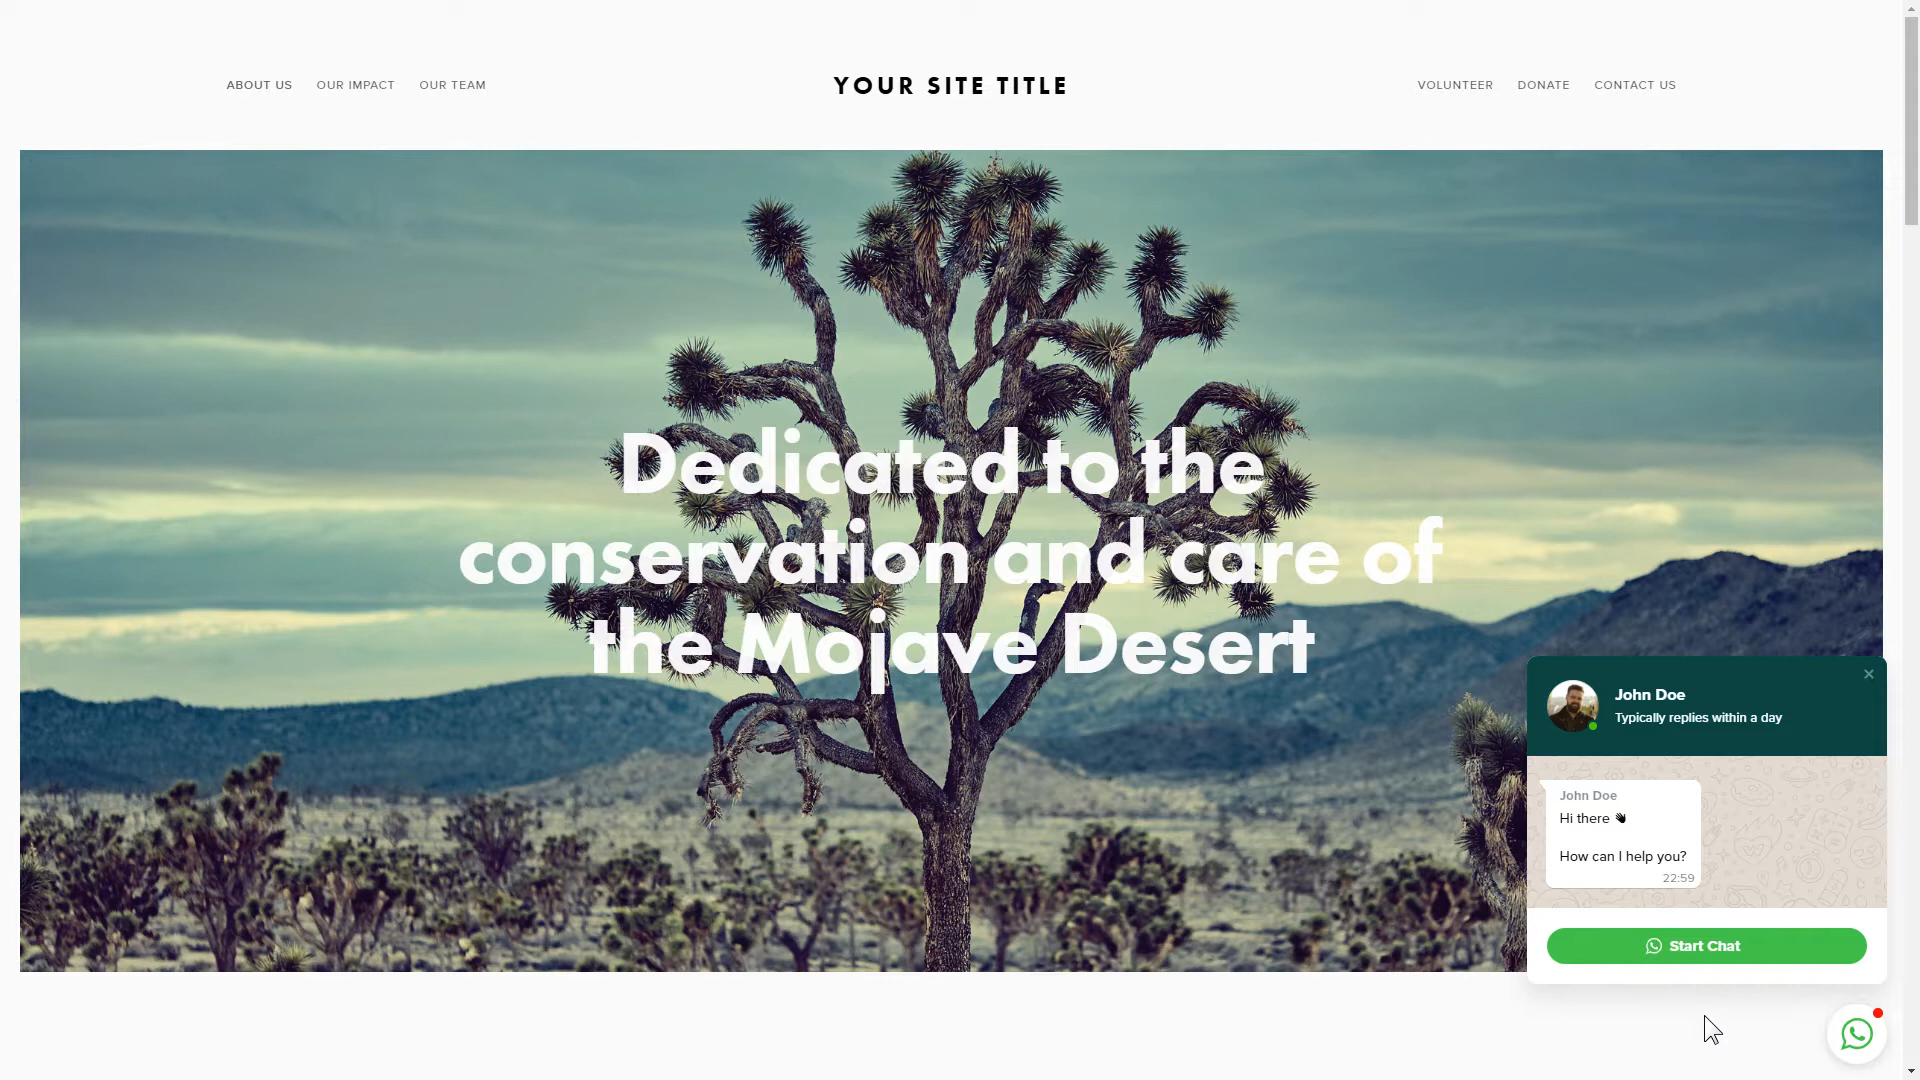 ABOUT US
OUR IMPACT
OUR TEAM
YOUR SITE TITLE
VOLUNTEER
DONATE
CONTACT US
Dedicated to the
conservation and care of
the Mojave Desert
John Doe
Typically replies within a day
John Doe
Hi there 👋
How can I help you?
22:59
Start Chat